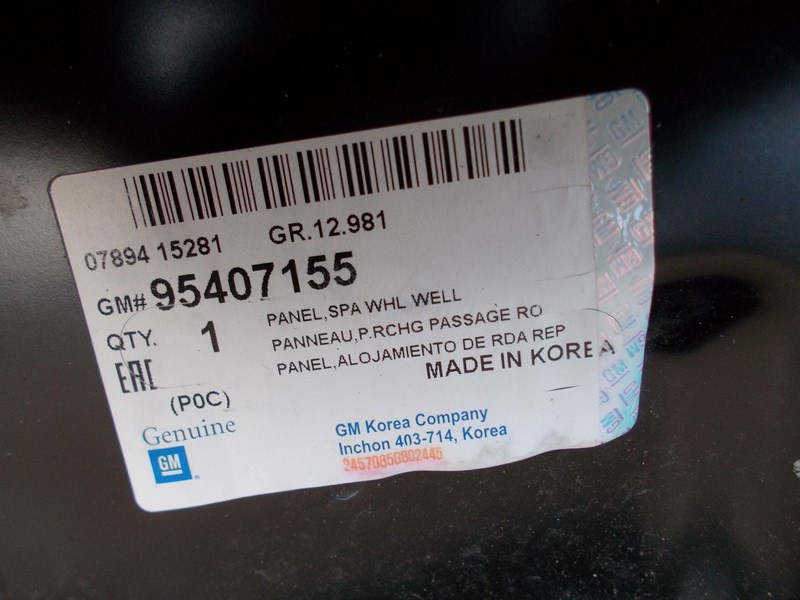 07894 15281 GR.12.981
GM# 95407155
QTY. 1
PANEL,SPA WHL WELL
PANNEAU,P.RCHG PASSAGE RO
PANEL,ALOJAMIENTO DE RDA REP
EAC
MADE IN KOREA
(P0C)
Genuine
GM
GM Korea Company
Inchon 403-714, Korea